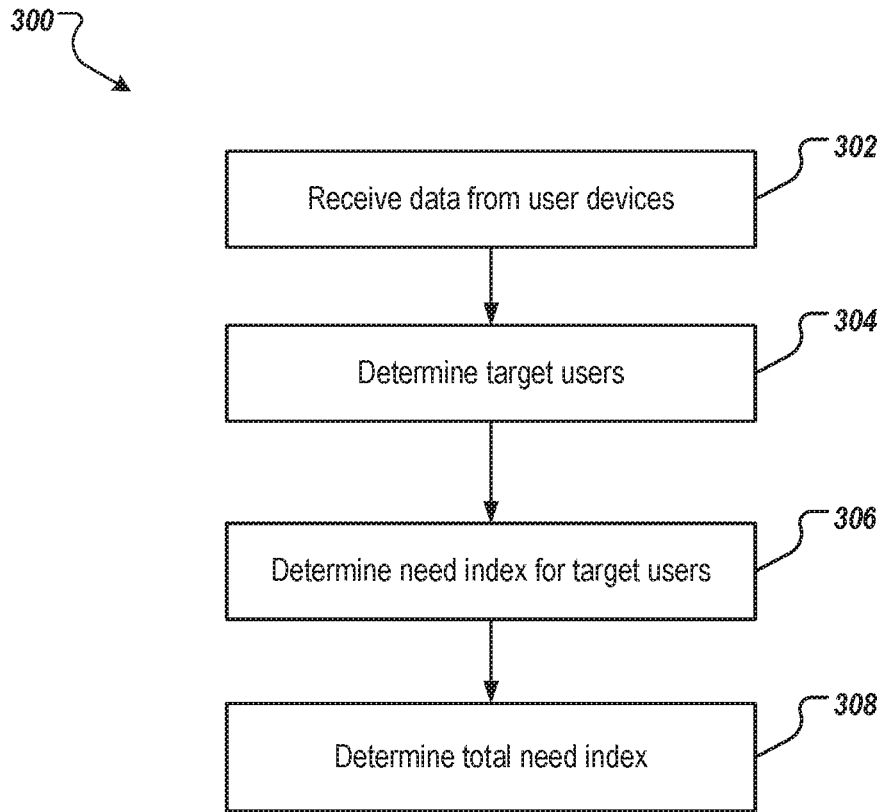 300
302
Receive data from user devices
304
Determine target users
306
Determine need index for target users
308
Determine total need index